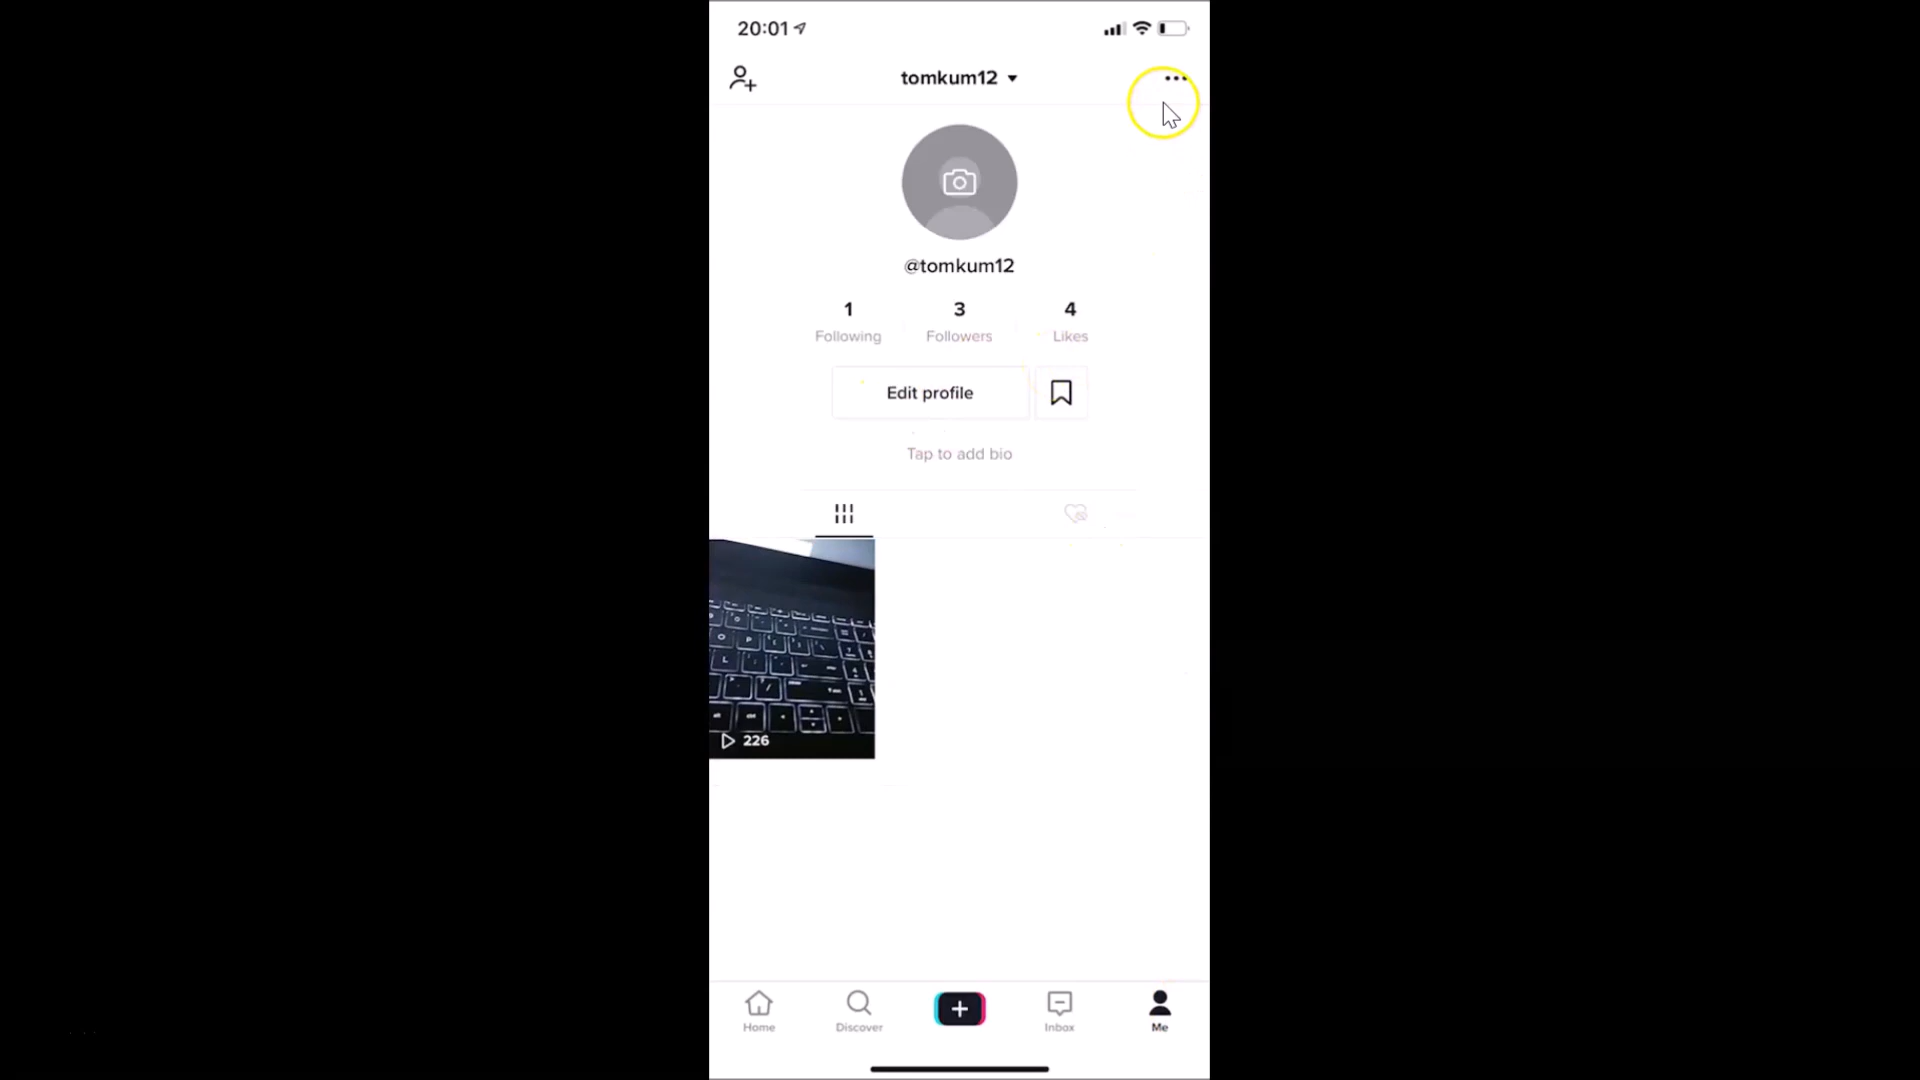 20:01
tomkum12
@tomkum12
1 3 4
Following Followers Likes
Edit profile
Tap to add bio
226
Home Discover Inbox Me